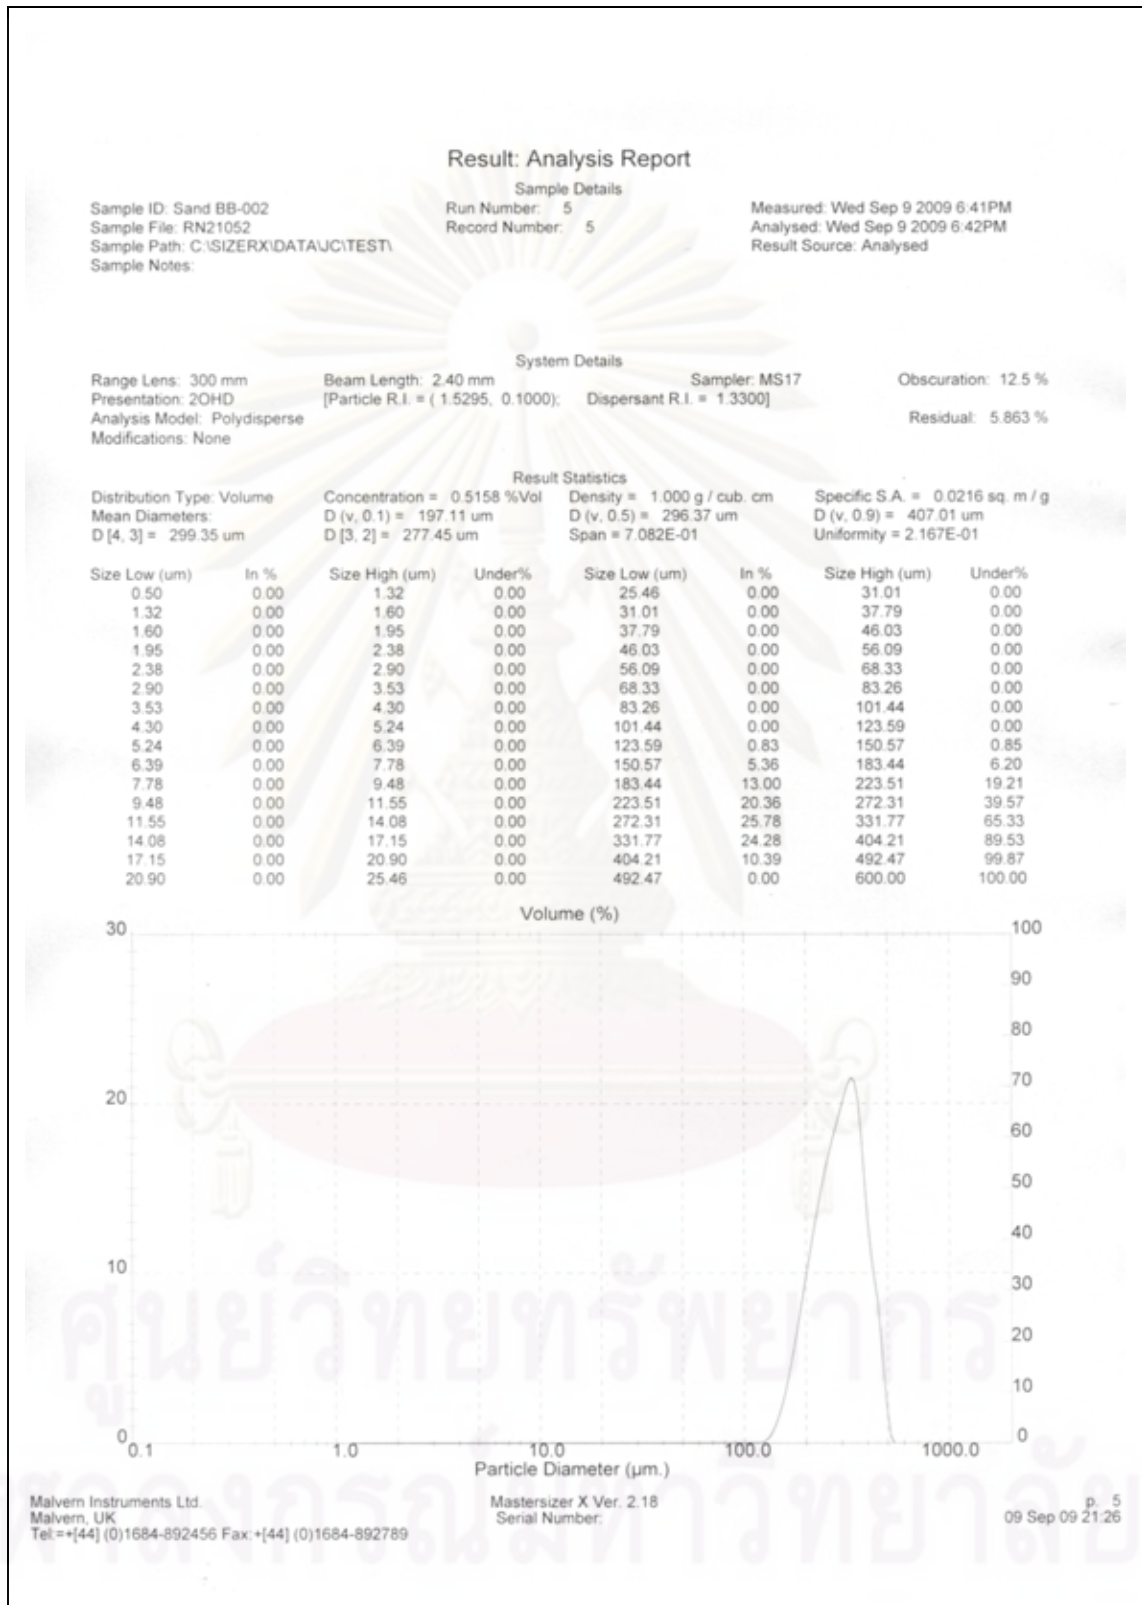 Result: Analysis Report
Sample Details
Sample ID: Sand BB-002 Run Number: 5 Measured: Wed Sep 9 2009 6:41PM
Sample File: RN21052 Record Number: 5 Analysed: Wed Sep 9 2009 6:42PM
Sample Path: C:\SIZERX\DATA\JC\TEST\ Result Source: Analysed
Sample Notes:
System Details
Range Lens: 300 mm Beam Length: 2.40 mm Sampler: MS17 Obscuration: 12.5 %
Presentation: 2OHD [Particle R.I. = ( 1.5295, 0.1000); Dispersant R.I. = 1.3300]
Analysis Model: Polydisperse Residual: 5.863 %
Modifications: None
Result Statistics
Distribution Type: Volume Concentration = 0.5158 %Vol Density = 1.000 g / cub. cm Specific S.A. = 0.0216 sq. m / g
Mean Diameters: D (v, 0.1) = 197.11 um D (v, 0.5) = 296.37 um D (v, 0.9) = 407.01 um
D [4, 3] = 299.35 um D [3, 2] = 277.45 um Span = 7.082E-01 Uniformity = 2.167E-01
Size Low (um) In % Size High (um) Under% Size Low (um) In % Size High (um) Under%
0.50 0.00 1.32 0.00 25.46 0.00 31.01 0.00
1.32 0.00 1.60 0.00 31.01 0.00 37.79 0.00
1.60 0.00 1.95 0.00 37.79 0.00 46.03 0.00
1.95 0.00 2.38 0.00 46.03 0.00 56.09 0.00
2.38 0.00 2.90 0.00 56.09 0.00 68.33 0.00
2.90 0.00 3.53 0.00 68.33 0.00 83.26 0.00
3.53 0.00 4.30 0.00 83.26 0.00 101.44 0.00
4.30 0.00 5.24 0.00 101.44 0.00 123.59 0.00
5.24 0.00 6.39 0.00 123.59 0.83 150.57 0.85
6.39 0.00 7.78 0.00 150.57 5.36 183.44 6.20
7.78 0.00 9.48 0.00 183.44 13.00 223.51 19.21
9.48 0.00 11.55 0.00 223.51 20.36 272.31 39.57
11.55 0.00 14.08 0.00 272.31 25.78 331.77 65.33
14.08 0.00 17.15 0.00 331.77 24.28 404.21 89.53
17.15 0.00 20.90 0.00 404.21 10.39 492.47 99.87
20.90 0.00 25.46 0.00 492.47 0.00 600.00 100.00
Volume (%)
30 100
90
80
20 70
60
50
40
10 30
20
10
0 0
0.1 1.0 10.0 100.0 1000.0
Particle Diameter (µm.)
ศูนย์วิทยทรัพยากร
จุฬาลงกรณ์มหาวิทยาลัย
Malvern Instruments Ltd. Mastersizer X Ver. 2.18 p. 5
Malvern, UK Serial Number: 09 Sep 09 21:26
Tel:=+[44] (0)1684-892456 Fax:+[44] (0)1684-892789